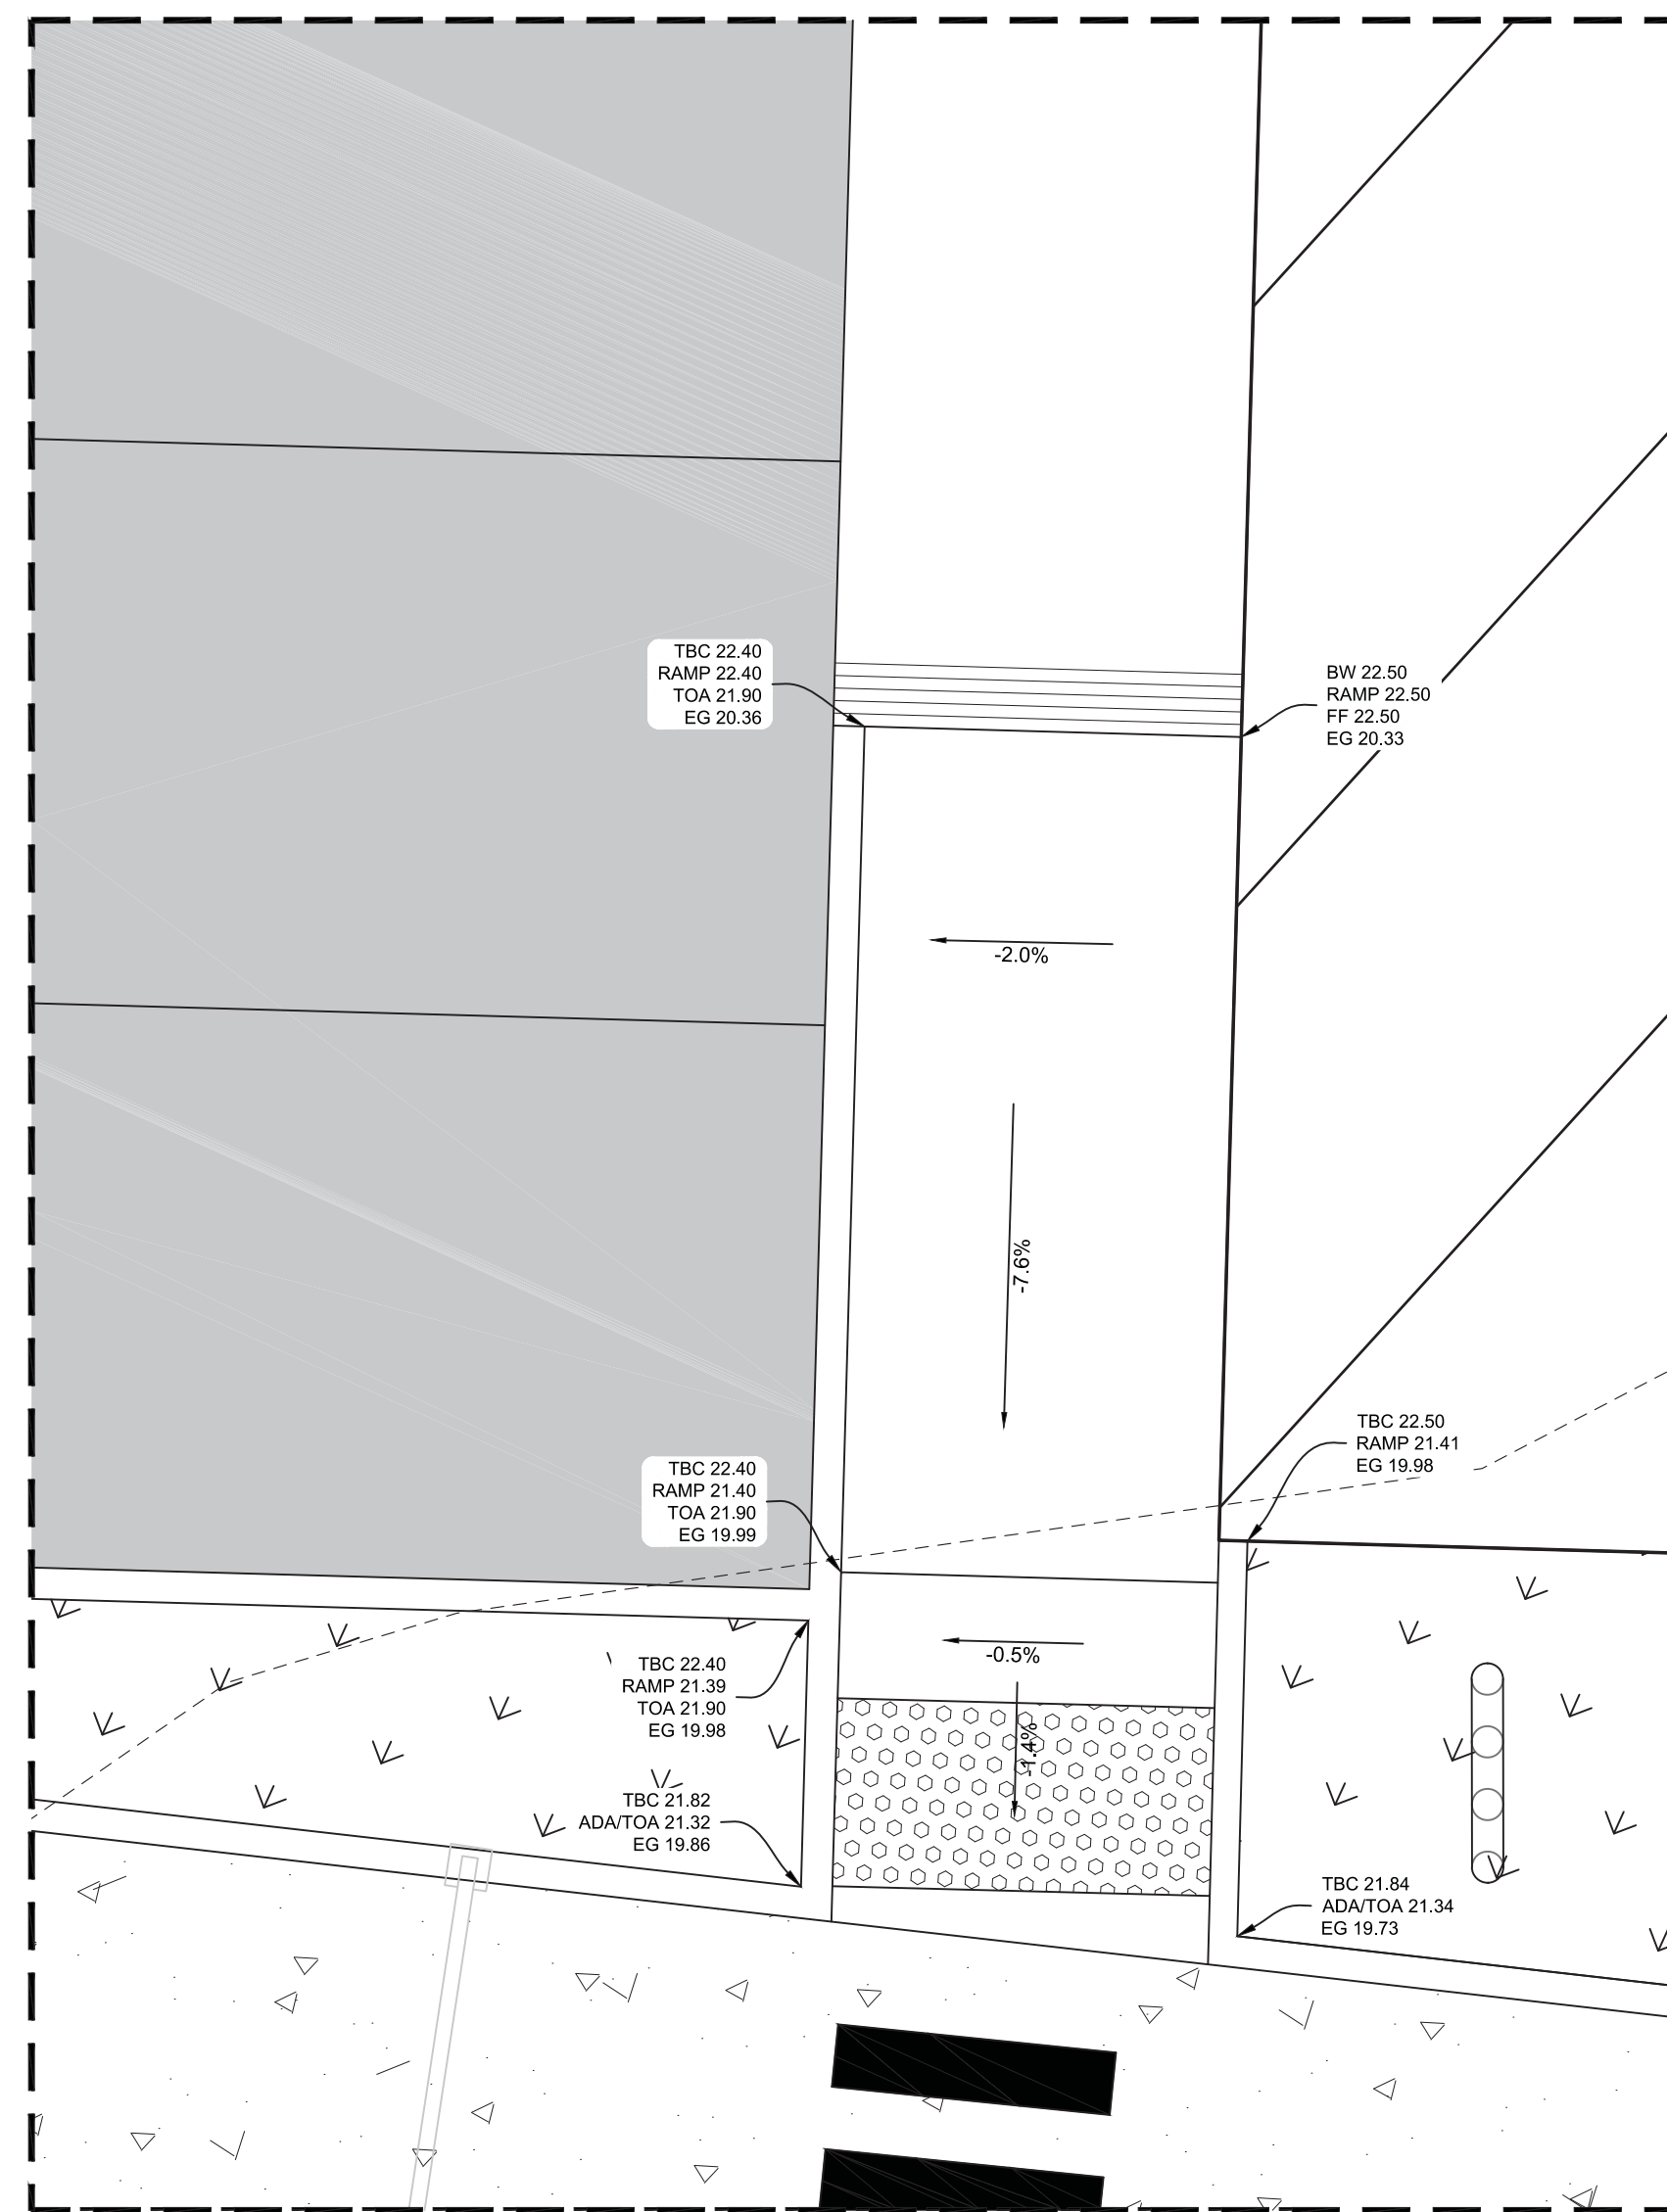 TBC 22.40
RAMP 22.40
TOA 21.90
EG 20.36
BW 22.50
RAMP 22.50
FF 22.50
EG 20.33
-2.0%
-7.6%
TBC 22.50
RAMP 21.41
EG 19.98
TBC 22.40
RAMP 21.40
TOA 21.90
EG 19.99
-0.5%
TBC 22.40
RAMP 21.39
TOA 21.90
EG 19.98
-1.4%
TBC 21.82
ADA/TOA 21.32
EG 19.86
TBC 21.84
ADA/TOA 21.34
EG 19.73